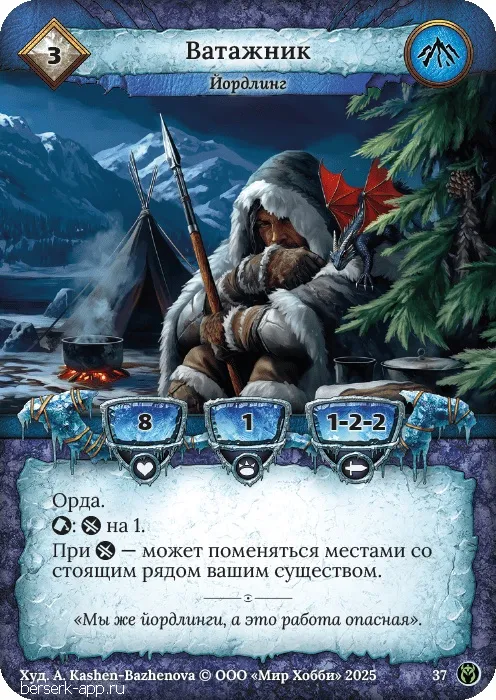 3
Ватажник
Йордлинг
8
1
1-2-2
Орда.
: на 1.
При — может поменяться местами со
стоящим рядом вашим существом.
«Мы же йордлинги, а это работа опасная».
Худ. А. Kashen-Bazhenova © ООО «Мир Хобби» 2025
37
berserk-app.ru